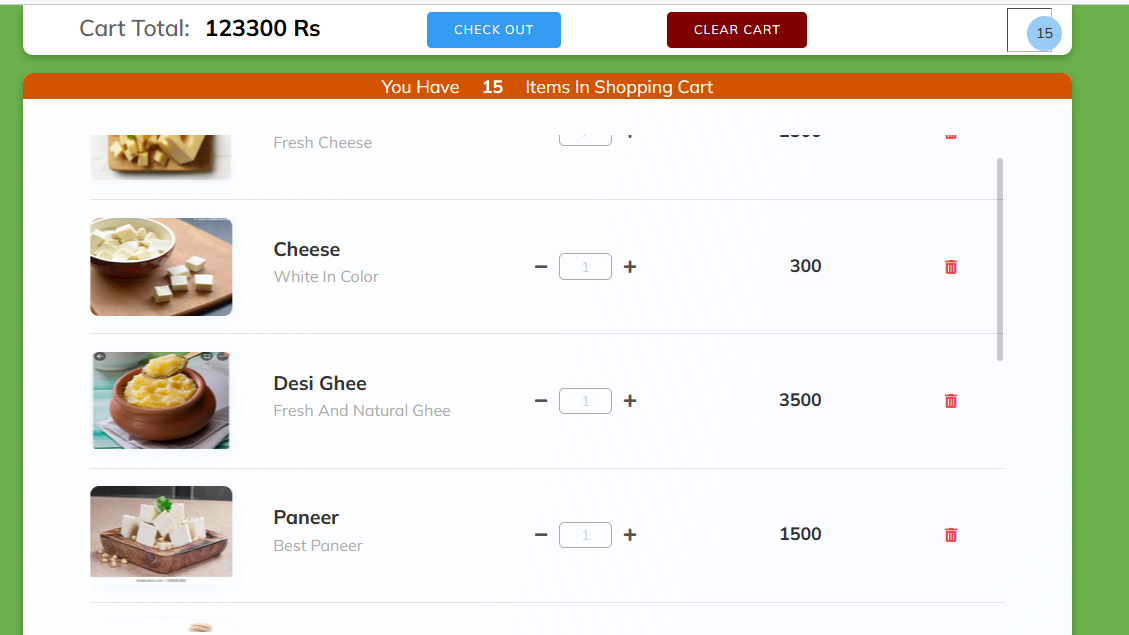 Cart Total: 123300 Rs
CHECK OUT
CLEAR CART
15
You Have 15 Items In Shopping Cart
Fresh Cheese
+
Cheese
White In Color
− 1 +
300
Desi Ghee
Fresh And Natural Ghee
− 1 +
3500
Paneer
Best Paneer
− 1 +
1500